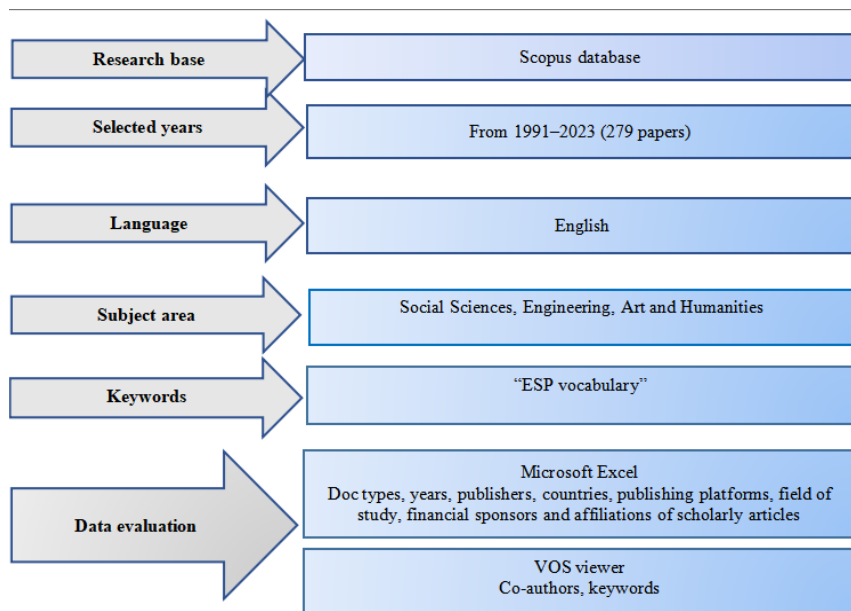 Research base
Scopus database
Selected years
From 1991–2023 (279 papers)
Language
English
Subject area
Social Sciences, Engineering, Art and Humanities
Keywords
“ESP vocabulary”
Data evaluation
Microsoft Excel
Doc types, years, publishers, countries, publishing platforms, field of
study, financial sponsors and affiliations of scholarly articles
VOS viewer
Co-authors, keywords